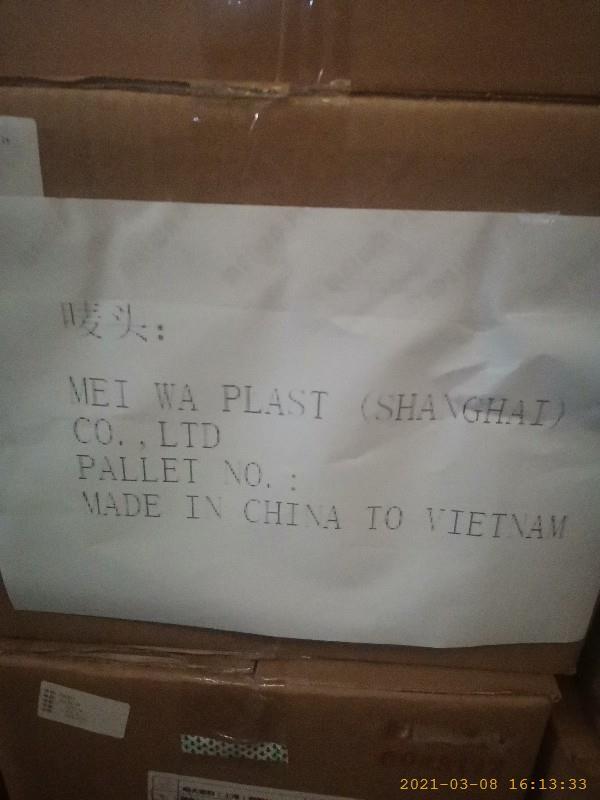 唛头:
MEI WA PLAST (SHANGHAI)
CO.,LTD
PALLET NO.:
MADE IN CHINA TO VIETNAM
2021-03-08 16:13:33